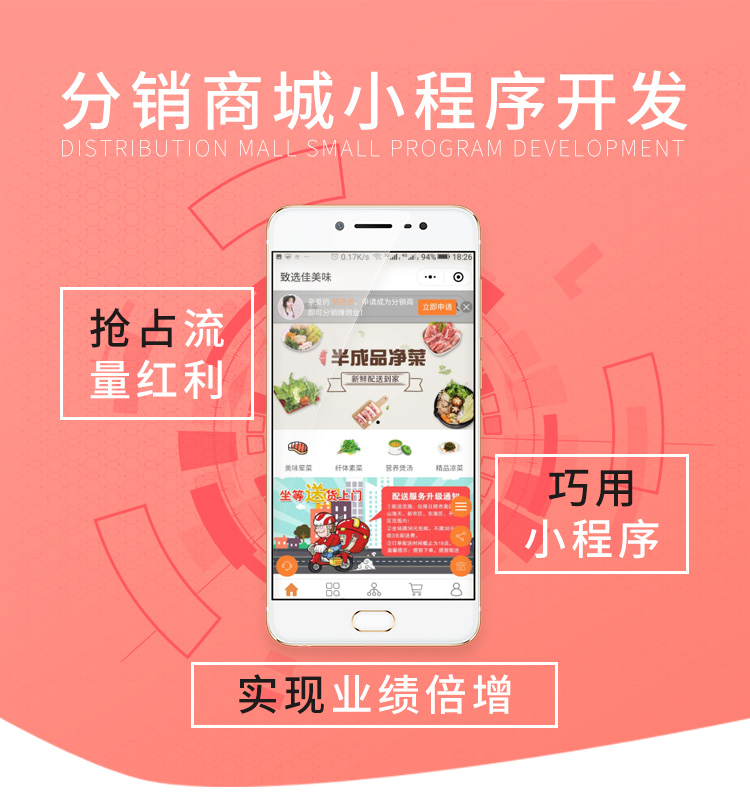 分销商城小程序开发
DISTRIBUTION MALL SMALL PROGRAM DEVELOPMENT
0.17K/s
94%
18:26
致选佳美味
抢占流
量红利
亲爱的
申请成为分销商
即可分销赚佣金!
立即申请
半成品净菜
新鲜配送到家
美味荤菜 纤体素菜 营养煲汤 精品凉菜
坐等送货上门
配送服务升级通知
巧用
小程序
实现业绩倍增